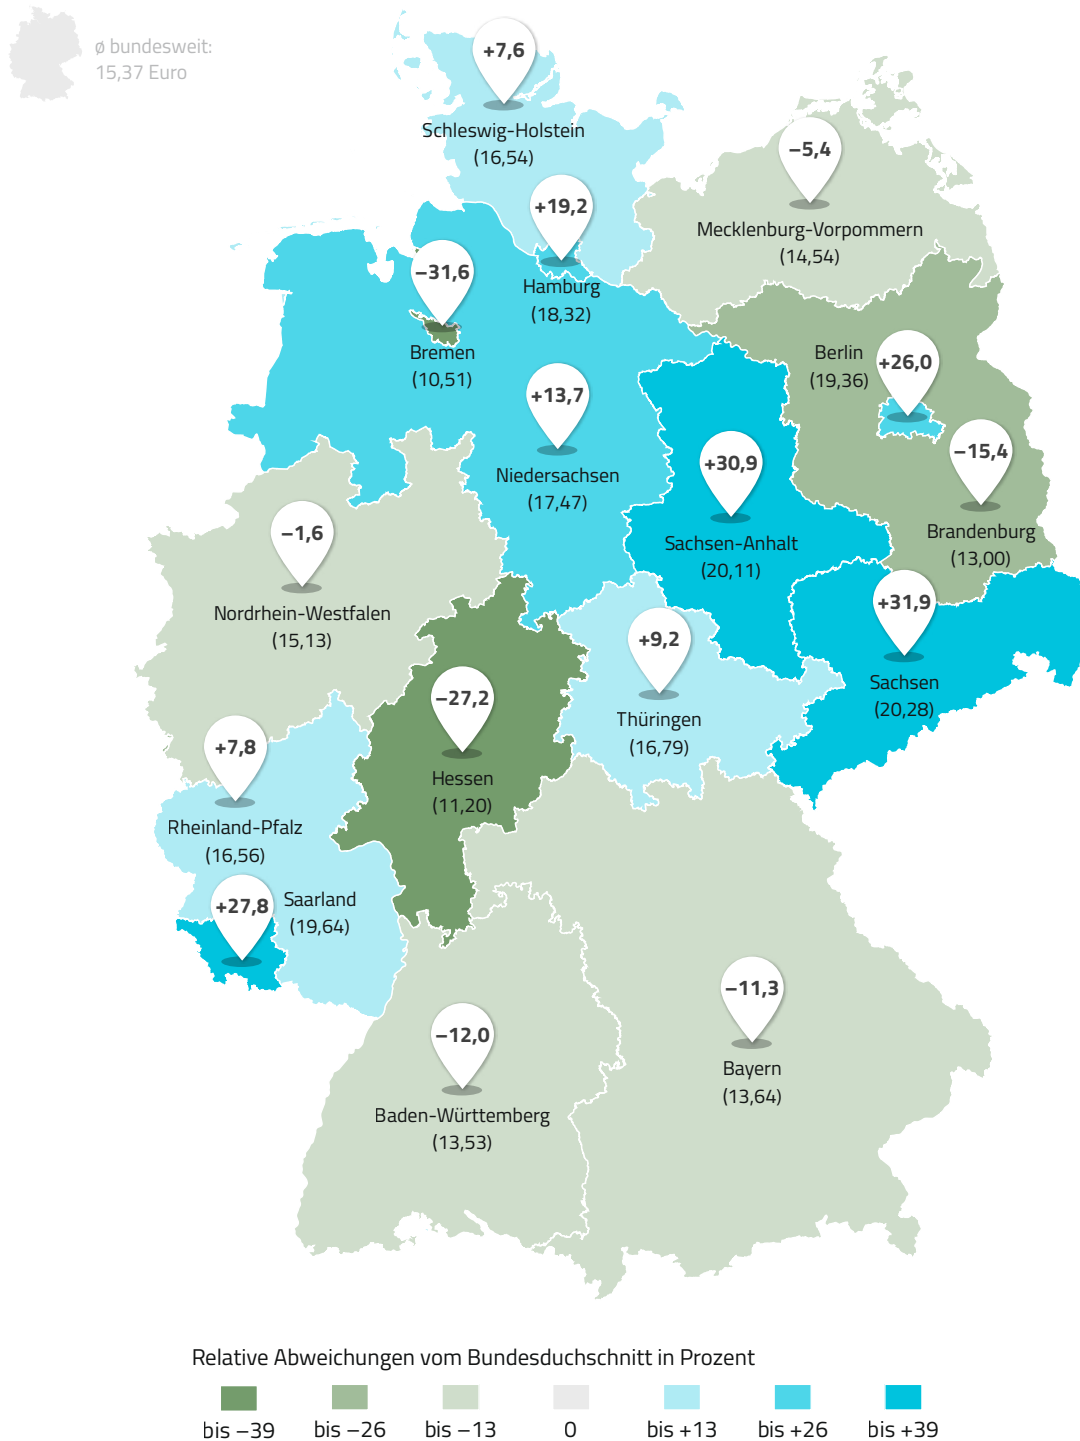 ø bundesweit:
15,37 Euro
+7,6
Schleswig-Holstein
(16,54)
−5,4
Mecklenburg-Vorpommern
(14,54)
+19,2
Hamburg
(18,32)
−31,6
Bremen
(10,51)
Berlin
(19,36)
+26,0
+13,7
Niedersachsen
(17,47)
−15,4
Brandenburg
(13,00)
+30,9
Sachsen-Anhalt
(20,11)
−1,6
Nordrhein-Westfalen
(15,13)
+31,9
Sachsen
(20,28)
+9,2
Thüringen
(16,79)
−27,2
Hessen
(11,20)
+7,8
Rheinland-Pfalz
(16,56)
+27,8
Saarland
(19,64)
−11,3
Bayern
(13,64)
−12,0
Baden-Württemberg
(13,53)
Relative Abweichungen vom Bundesduchschnitt in Prozent
bis −39 bis −26 bis −13 0 bis +13 bis +26 bis +39